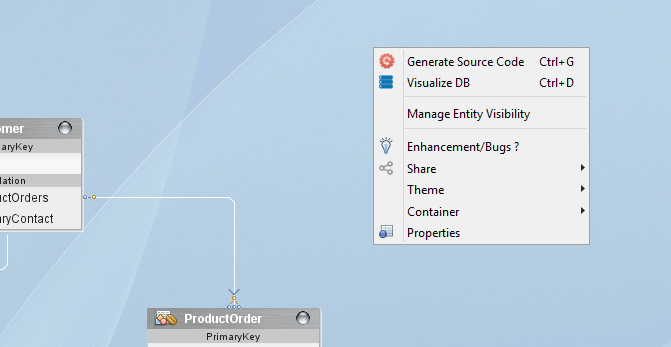 Generate Source Code Ctrl+G
Visualize DB Ctrl+D
Manage Entity Visibility
Enhancement/Bugs ?
Share
Theme
Container
Properties
omer
aryKey
lation
uctOrders
aryContact
ProductOrder
PrimaryKey